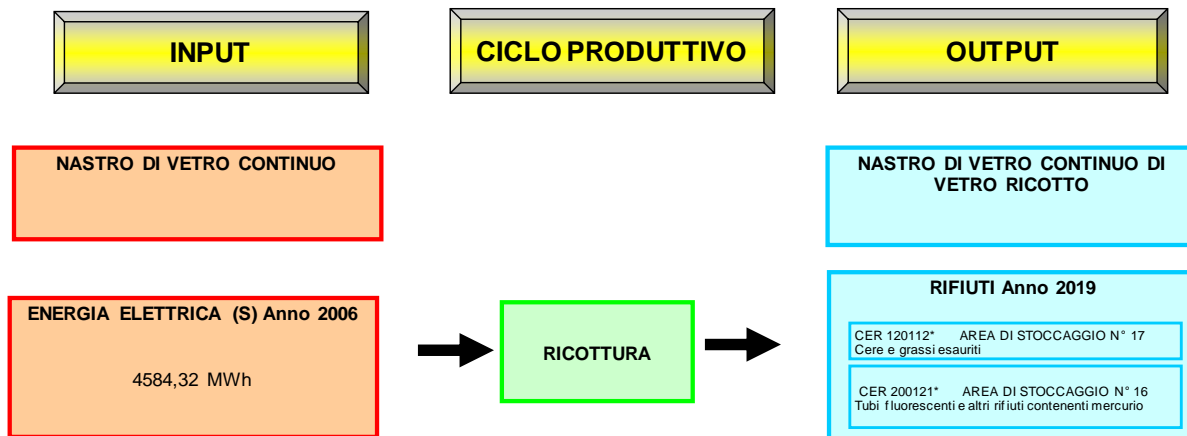 INPUT
CICLO PRODUTTIVO
OUTPUT
NASTRO DI VETRO CONTINUO
NASTRO DI VETRO CONTINUO DI
VETRO RICOTTO
ENERGIA ELETTRICA (S) Anno 2006
4584,32 MWh
RICOTTURA
RIFIUTI Anno 2019
CER 120112* AREA DI STOCCAGGIO N° 17
Cere e grassi esauriti
CER 200121* AREA DI STOCCAGGIO N° 16
Tubi fluorescenti e altri rifiuti contenenti mercurio